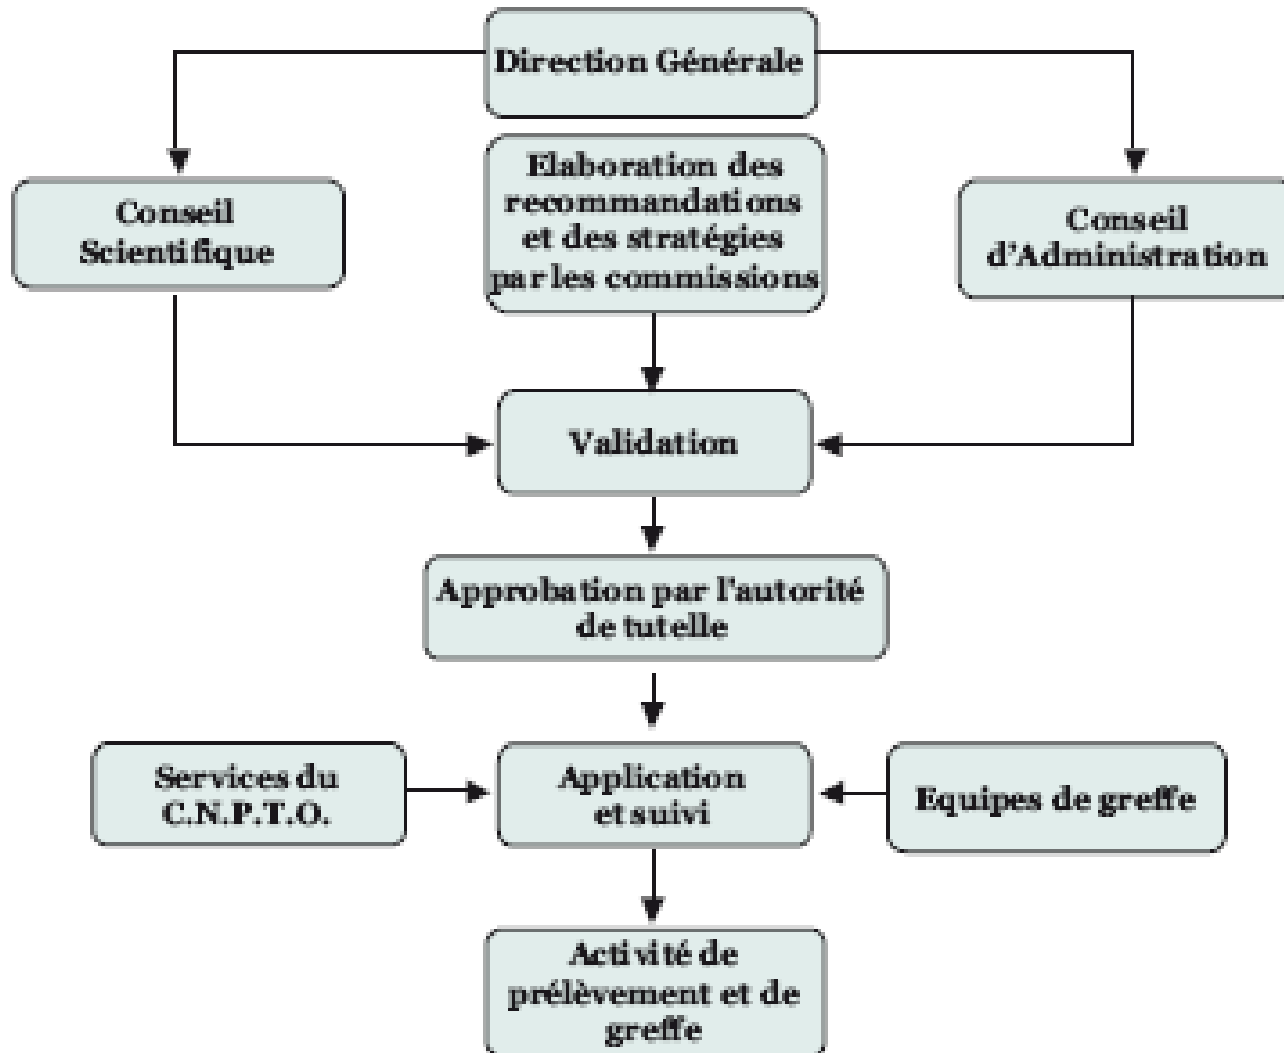 Direction Générale
Elaboration des
recommandations
et des stratégies
par les commissions
Conseil
Scientifique
Conseil
d'Administration
Validation
Approbation par l'autorité
de tutelle
Services du
C.N.P.T.O.
Application
et suivi
Equipes de greffe
Activité de
prélèvement et de
greffe